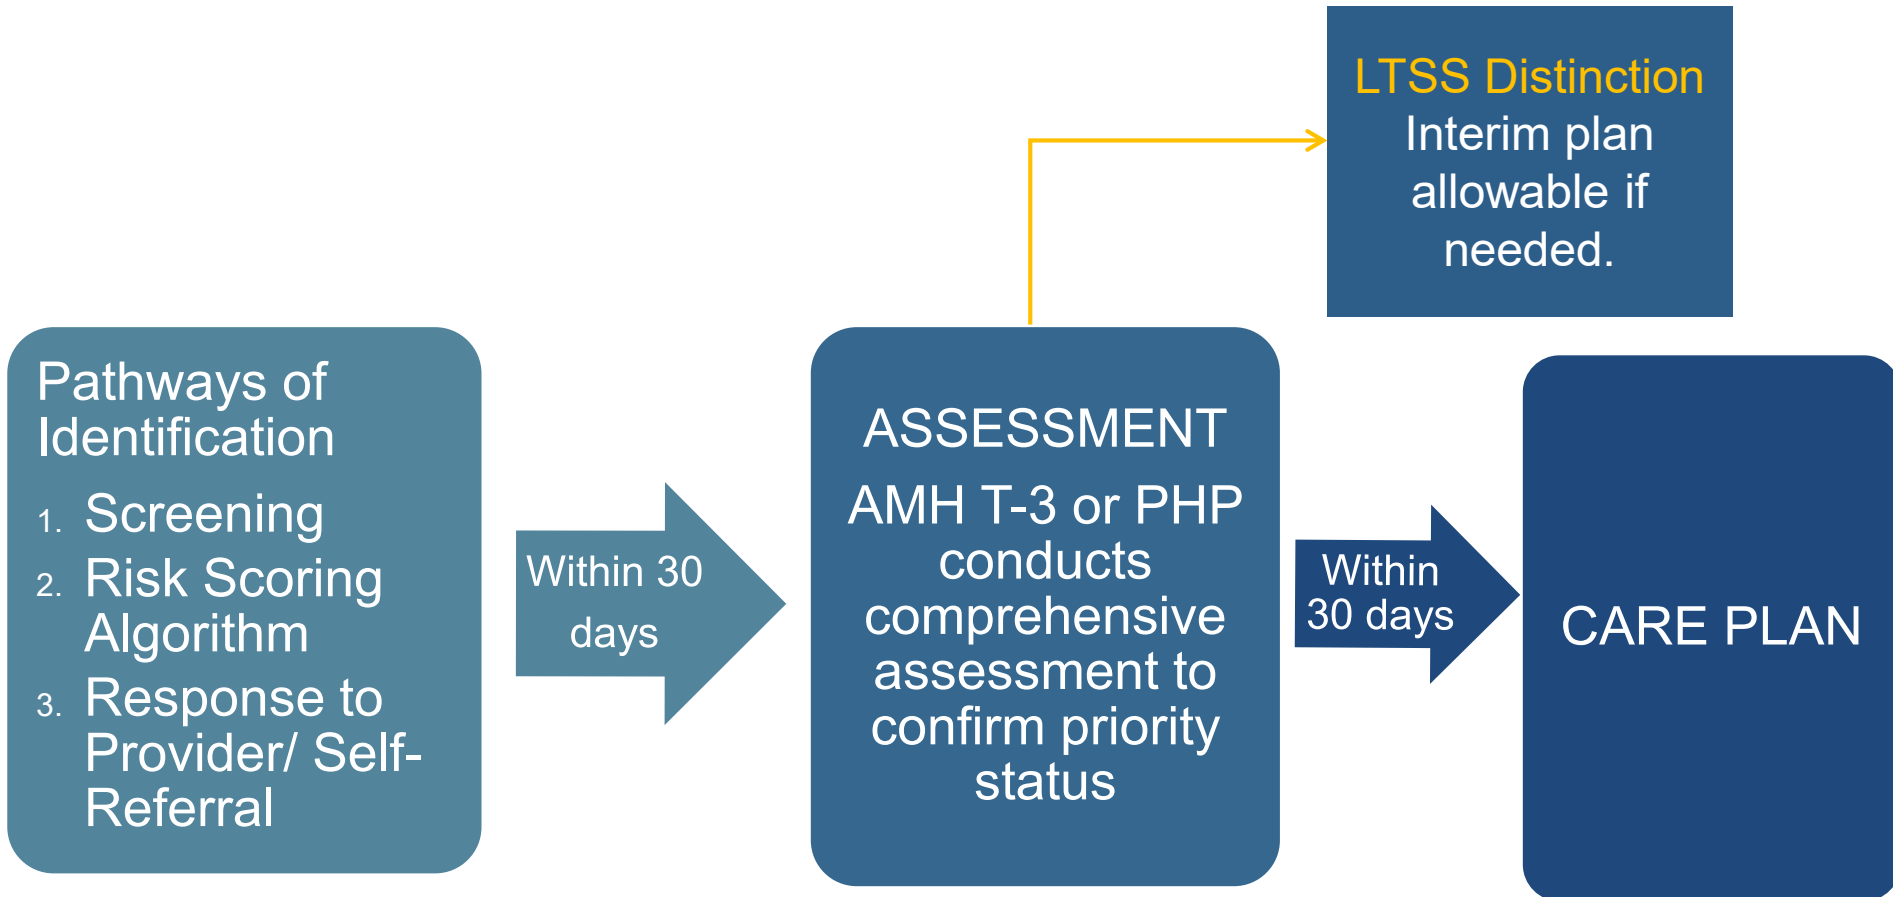 LTSS Distinction
Interim plan
allowable if
needed.
Pathways of
Identification
1. Screening
2. Risk Scoring
Algorithm
3. Response to
Provider/ Self-
Referral
Within 30
days
ASSESSMENT
AMH T-3 or PHP
conducts
comprehensive
assessment to
confirm priority
status
Within
30 days
CARE PLAN